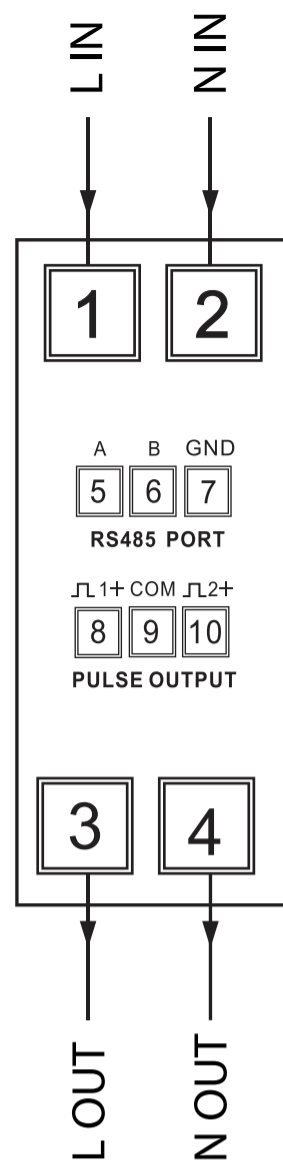 L IN N IN
1 2
A B GND
5 6 7
RS485 PORT
⎍ 1+ COM ⎍2+
8 9 10
PULSE OUTPUT
3 4
L OUT N OUT